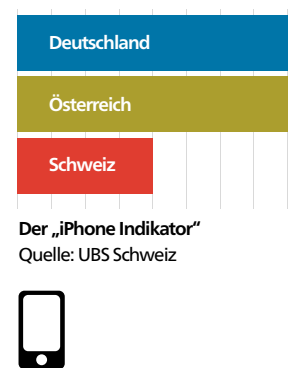 Deutschland
Österreich
Schweiz
Der „iPhone Indikator“
Quelle: UBS Schweiz